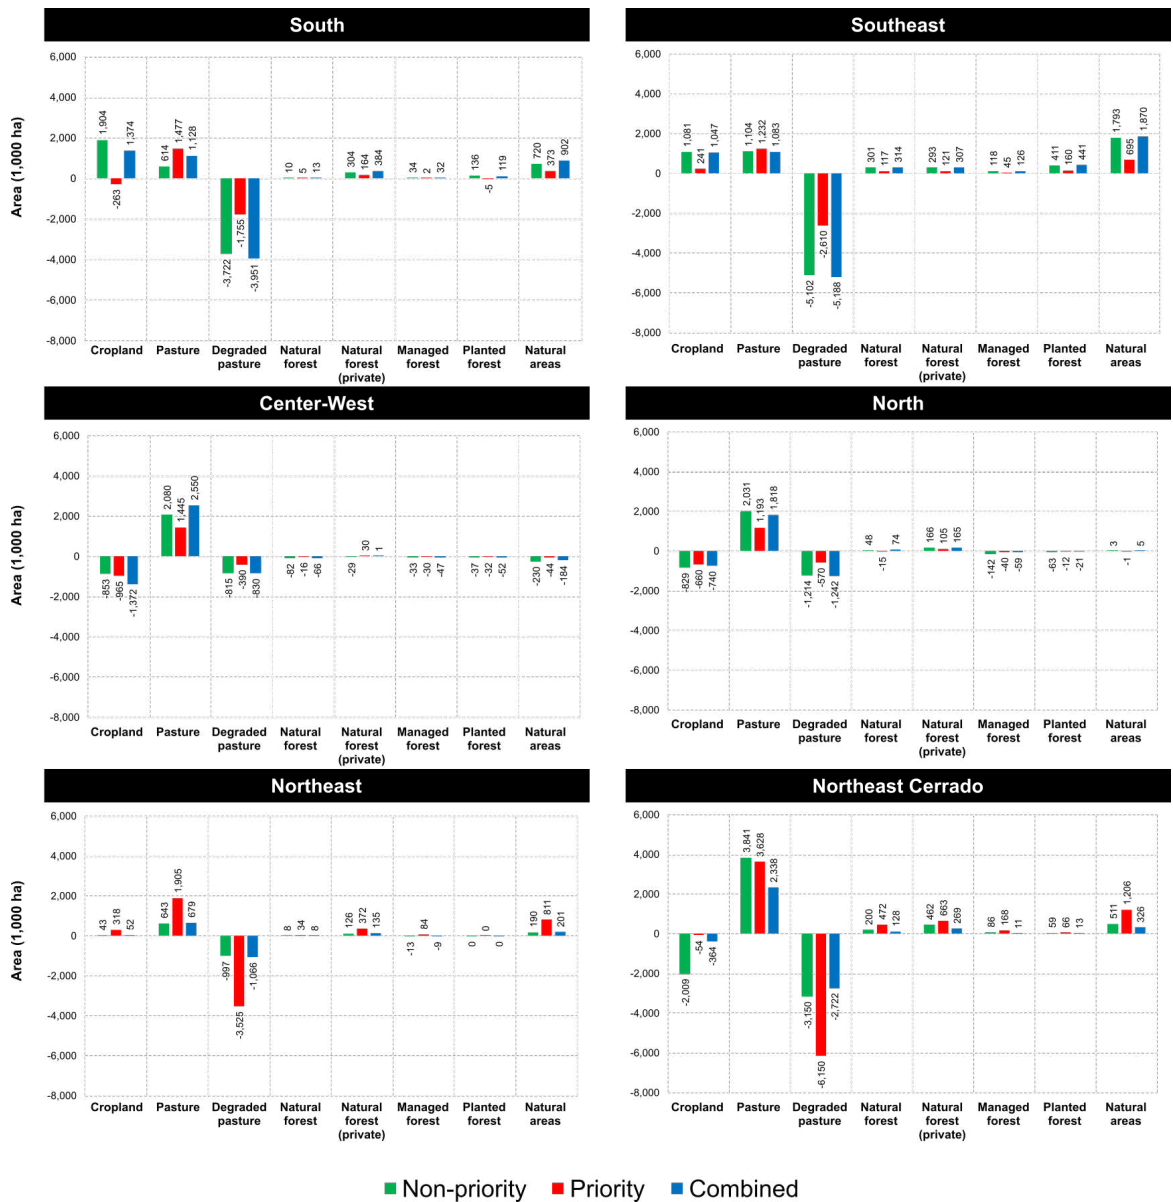 South
Area (1,000 ha)
6,000
4,000
2,000
0
-2,000
-4,000
-6,000
-8,000
1,904
-263
1,374
614
1,477
1,128
-3,722
-1,755
-3,951
10
5
13
304
164
384
34
2
32
136
-5
119
720
373
902
Cropland
Pasture
Degraded
pasture
Natural
forest
Natural
forest
(private)
Managed
forest
Planted
forest
Natural
areas
Southeast
6,000
4,000
2,000
0
-2,000
-4,000
-6,000
-8,000
1,081
241
1,047
1,104
1,232
1,083
-5,102
-2,610
-5,188
301
117
314
293
121
307
118
45
126
411
160
441
1,793
695
1,870
Cropland
Pasture
Degraded
pasture
Natural
forest
Natural
forest
(private)
Managed
forest
Planted
forest
Natural
areas
Center-West
Area (1,000 ha)
6,000
4,000
2,000
0
-2,000
-4,000
-6,000
-8,000
-853
-965
-1,372
2,080
1,445
2,550
-815
-390
-830
-82
-16
-66
-29
30
1
-33
-30
-47
-37
-32
-52
-230
-44
-184
Cropland
Pasture
Degraded
pasture
Natural
forest
Natural
forest
(private)
Managed
forest
Planted
forest
Natural
areas
North
6,000
4,000
2,000
0
-2,000
-4,000
-6,000
-8,000
-829
-660
-740
2,031
1,193
1,818
-1,214
-570
-1,242
48
-15
74
166
105
165
-142
-40
-59
-63
-12
-21
3
-1
5
Cropland
Pasture
Degraded
pasture
Natural
forest
Natural
forest
(private)
Managed
forest
Planted
forest
Natural
areas
Northeast
Area (1,000 ha)
6,000
4,000
2,000
0
-2,000
-4,000
-6,000
-8,000
43
318
52
643
1,905
679
-997
-3,525
-1,066
8
34
8
126
372
135
-13
84
-9
0
0
0
190
811
201
Cropland
Pasture
Degraded
pasture
Natural
forest
Natural
forest
(private)
Managed
forest
Planted
forest
Natural
areas
Northeast Cerrado
6,000
4,000
2,000
0
-2,000
-4,000
-6,000
-8,000
-2,009
-54
-364
3,841
3,628
2,338
-3,150
-6,150
-2,722
200
472
128
462
663
269
86
168
11
59
66
13
511
1,206
326
Cropland
Pasture
Degraded
pasture
Natural
forest
Natural
forest
(private)
Managed
forest
Planted
forest
Natural
areas
Non-priority
Priority
Combined